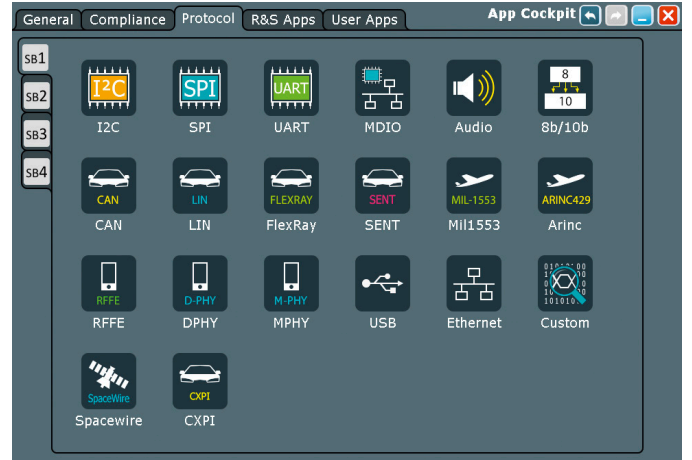 General Compliance Protocol R&S Apps User Apps App Cockpit
SB1
SB2
SB3
SB4
I²C SPI UART 8 10
I2C SPI UART MDIO Audio 8b/10b
CAN LIN FLEXRAY SENT MIL-1553 ARINC429
CAN LIN FlexRay SENT Mil1553 Arinc
RFFE D-PHY M-PHY
RFFE DPHY MPHY USB Ethernet Custom
SpaceWire CXPI
Spacewire CXPI